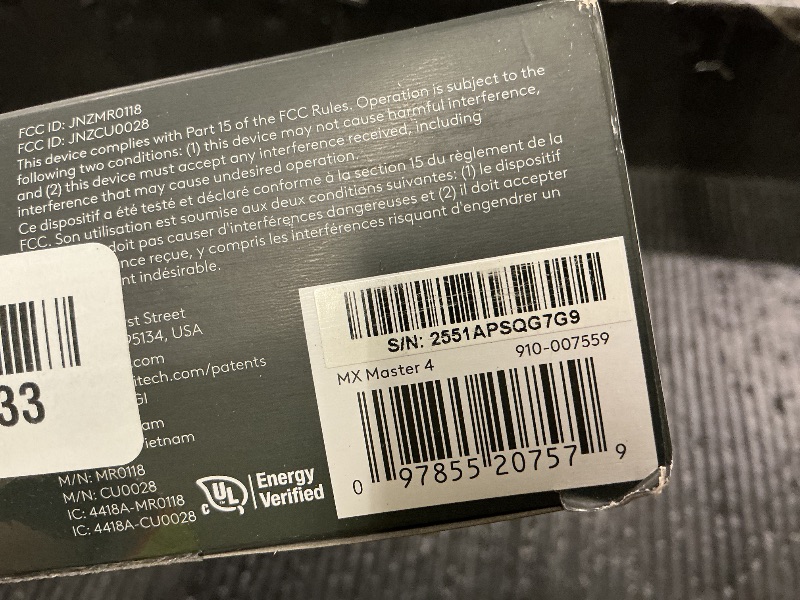 FCC ID: JNZMR0118
FCC ID: JNZCU0028
This device complies with Part 15 of the FCC Rules. Operation is subject to the
following two conditions: (1) this device may not cause harmful interference,
and (2) this device must accept any interference received, including
interference that may cause undesired operation.
Ce dispositif a été testé et déclaré conforme à la section 15 du règlement de la
FCC. Son utilisation est soumise aux deux conditions suivantes: (1) le dispositif
doit pas causer d'interférences dangereuses et (2) il doit accepter
nce reçue, y compris les interférences risquant d'engendrer un
nt indésirable.
st Street
95134, USA
.com
itech.com/patents
GI
am
ietnam
33
M/N: MR0118
M/N: CU0028
IC: 4418A-MR0118
IC: 4418A-CU0028
c UL
Energy
Verified
S/N: 2551APSQG7G9
MX Master 4 910-007559
0 97855 20757 9